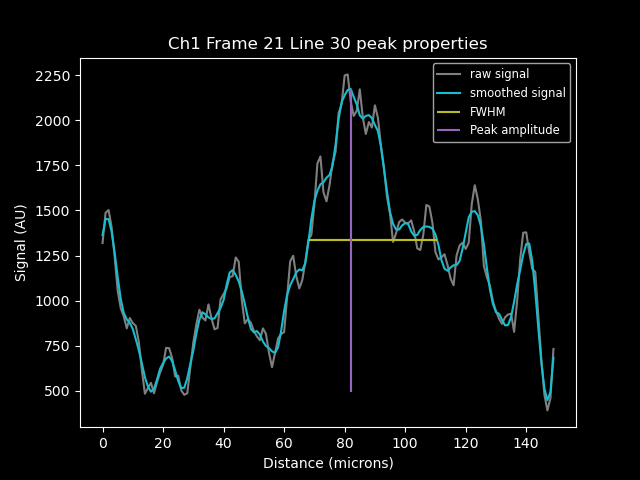 Ch1 Frame 21 Line 30 peak properties
raw signal
smoothed signal
FWHM
Peak amplitude
2250
2000
1750
1500
1250
1000
750
500
Signal (AU)
0 20 40 60 80 100 120 140
Distance (microns)